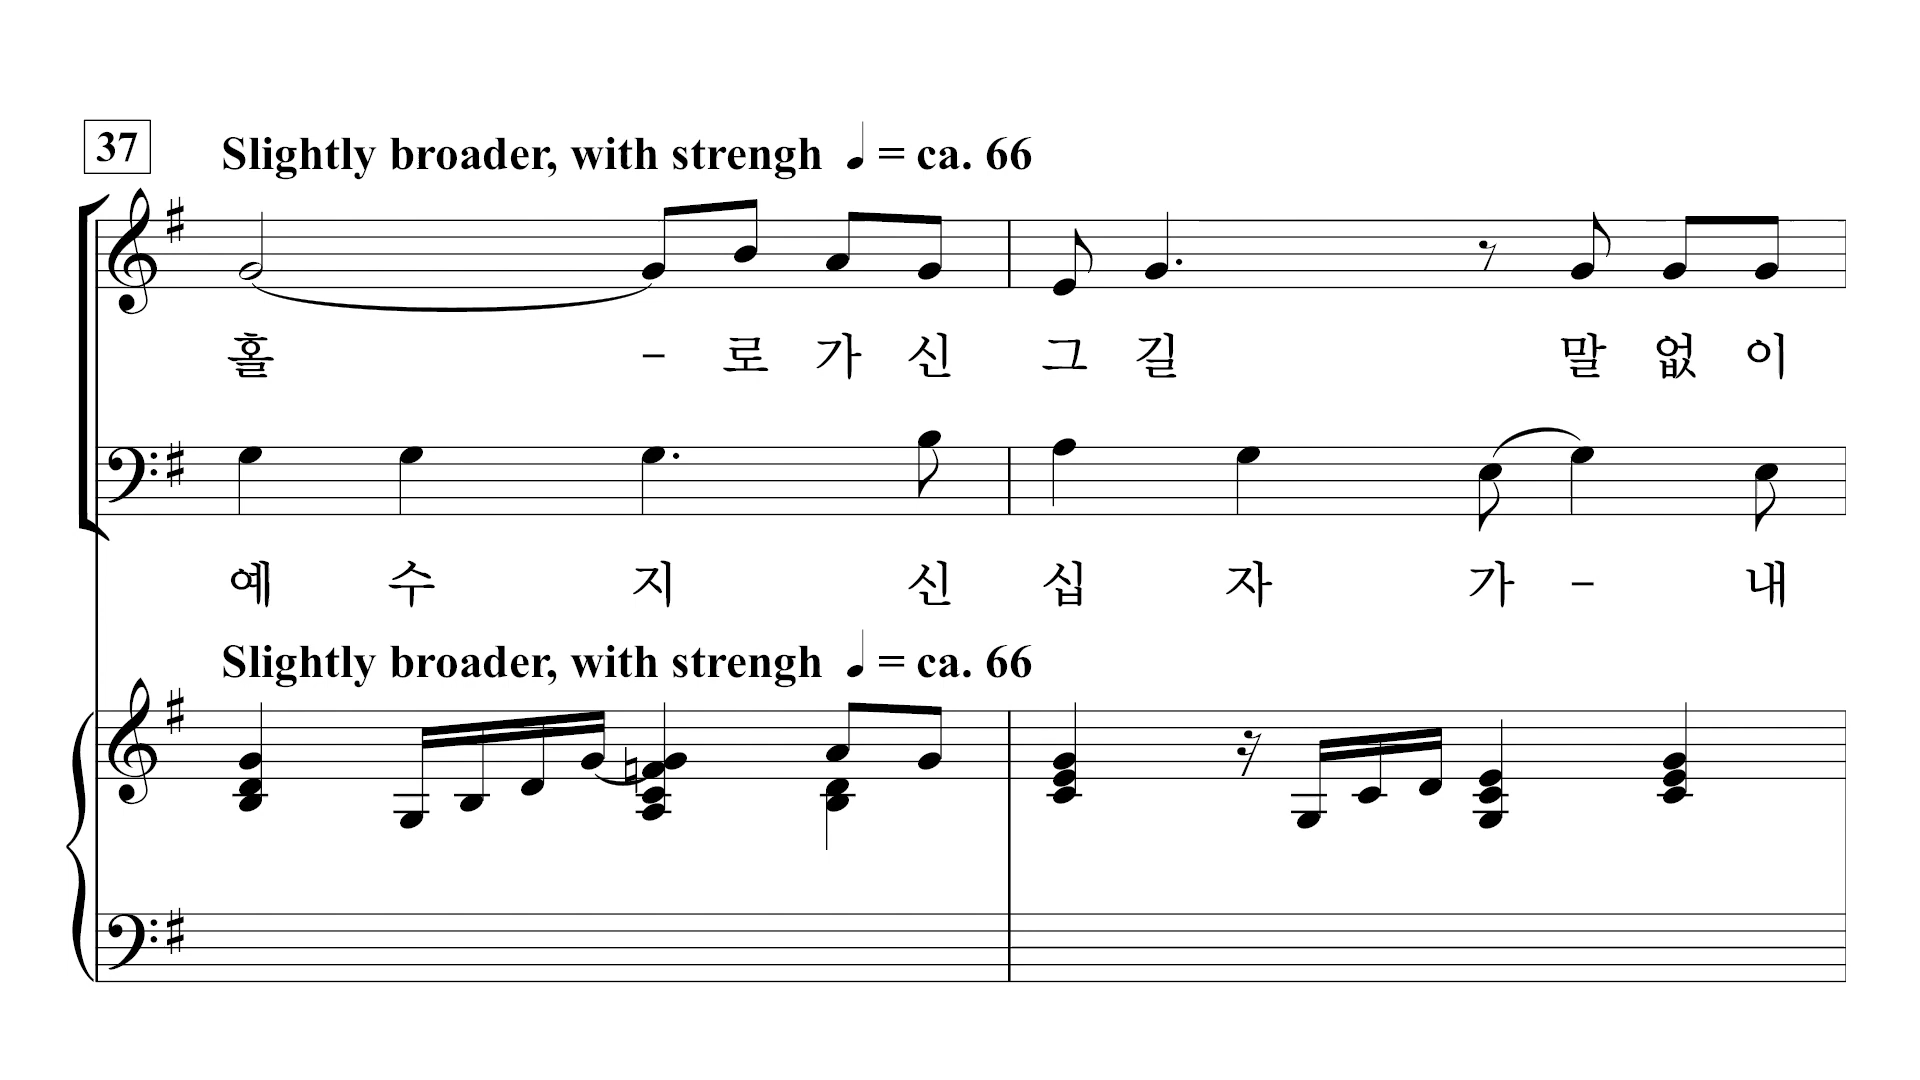 37 Slightly broader, with strengh ♩ = ca. 66
홀 - 로 가 신 그 길 말 없 이
예 수 지 신 십 자 가 - 내
Slightly broader, with strengh ♩ = ca. 66